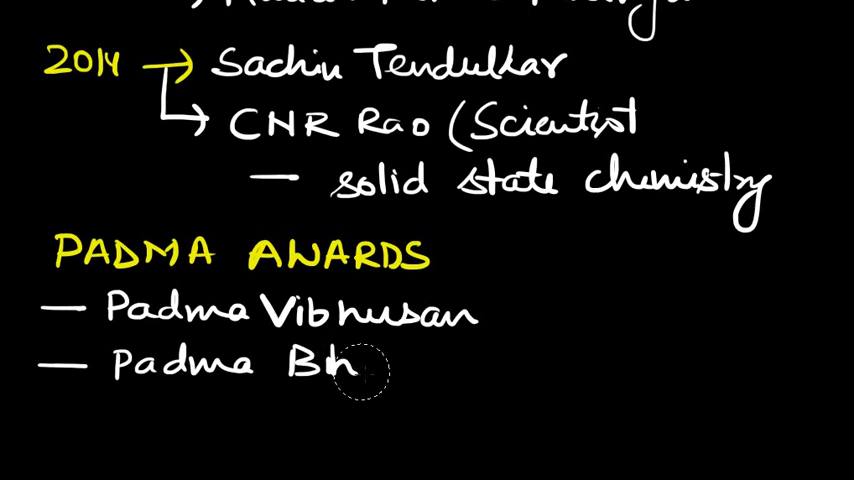 2014 → Sachin Tendulkar
→ CNR Rao (Scientist
— solid state chemistry
PADMA AWARDS
— Padma Vibhusan
— Padma Bh